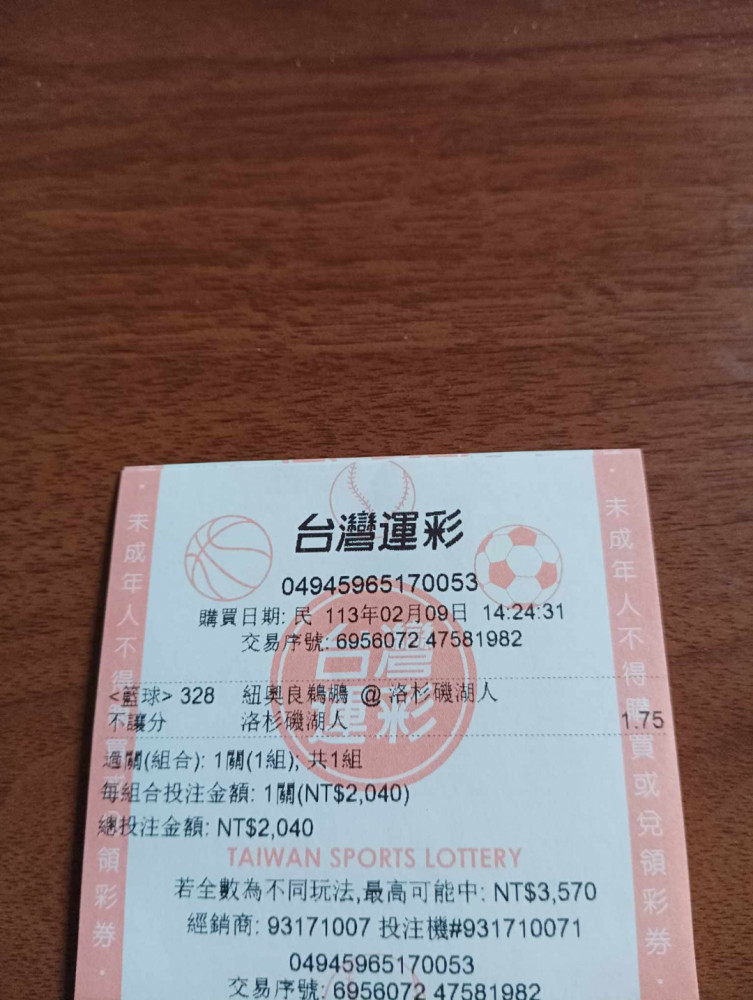 台灣運彩
04945965170053
購買日期: 民 113年02月09日 14:24:31
交易序號: 6956072 47581982
台灣
運彩
<籃球> 328 紐奧良鵜鶘 @ 洛杉磯湖人
不讓分 洛杉磯湖人 1.75
過關(組合): 1關(1組); 共1組
每組合投注金額: 1關(NT$2,040)
總投注金額: NT$2,040
TAIWAN SPORTS LOTTERY
若全數為不同玩法,最高可能中: NT$3,570
經銷商: 93171007 投注機#931710071
04945965170053
交易序號: 6956072 47581982
未成年人不得購買或兌領彩券
未成年人不得購買或兌領彩券